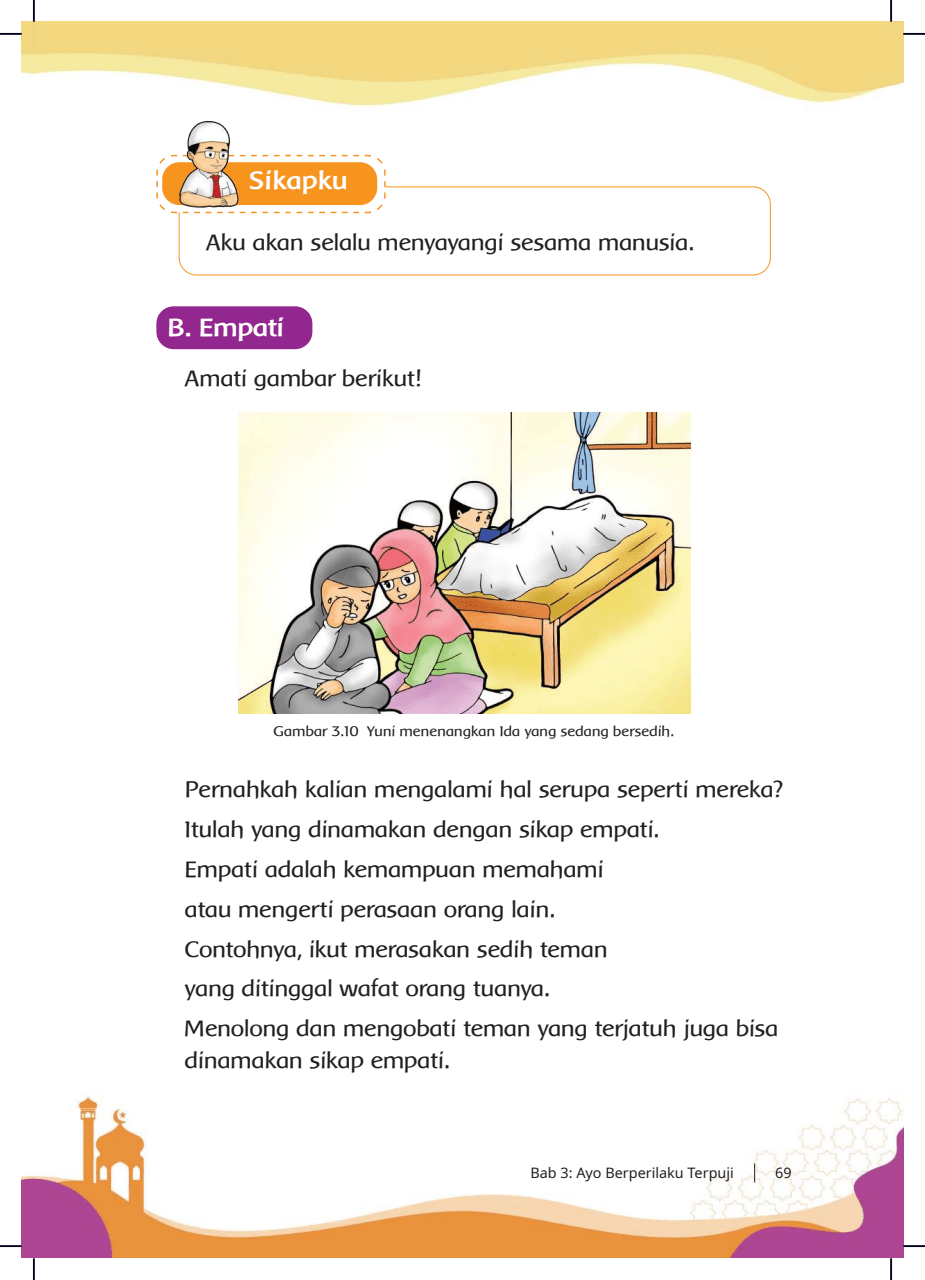 Sikapku
Aku akan selalu menyayangi sesama manusia.
B. Empati
Amati gambar berikut!
Gambar 3.10 Yuni menenangkan Ida yang sedang bersedih.
Pernahkah kalian mengalami hal serupa seperti mereka?
Itulah yang dinamakan dengan sikap empati.
Empati adalah kemampuan memahami
atau mengerti perasaan orang lain.
Contohnya, ikut merasakan sedih teman
yang ditinggal wafat orang tuanya.
Menolong dan mengobati teman yang terjatuh juga bisa
dinamakan sikap empati.
Bab 3: Ayo Berperilaku Terpuji | 69